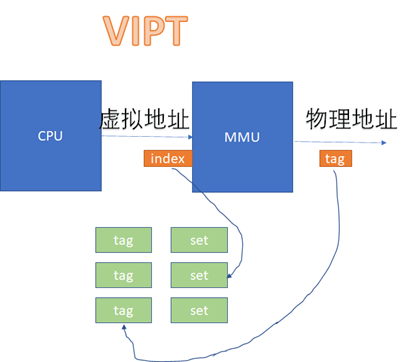 VIPT
CPU
虚拟地址
MMU
物理地址
index
tag
tag
set
tag
set
tag
set